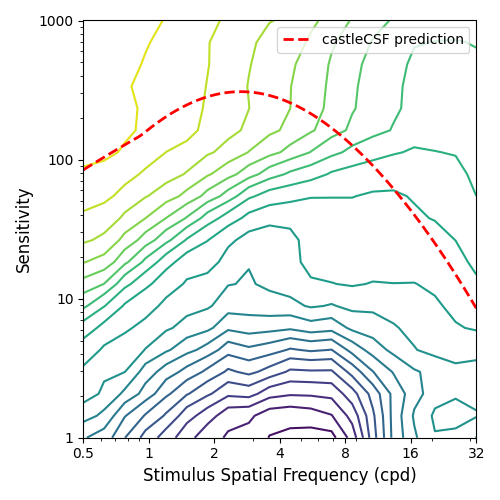 castleCSF prediction
1000
100
10
1
Sensitivity
0.5 1 2 4 8 16 32
Stimulus Spatial Frequency (cpd)